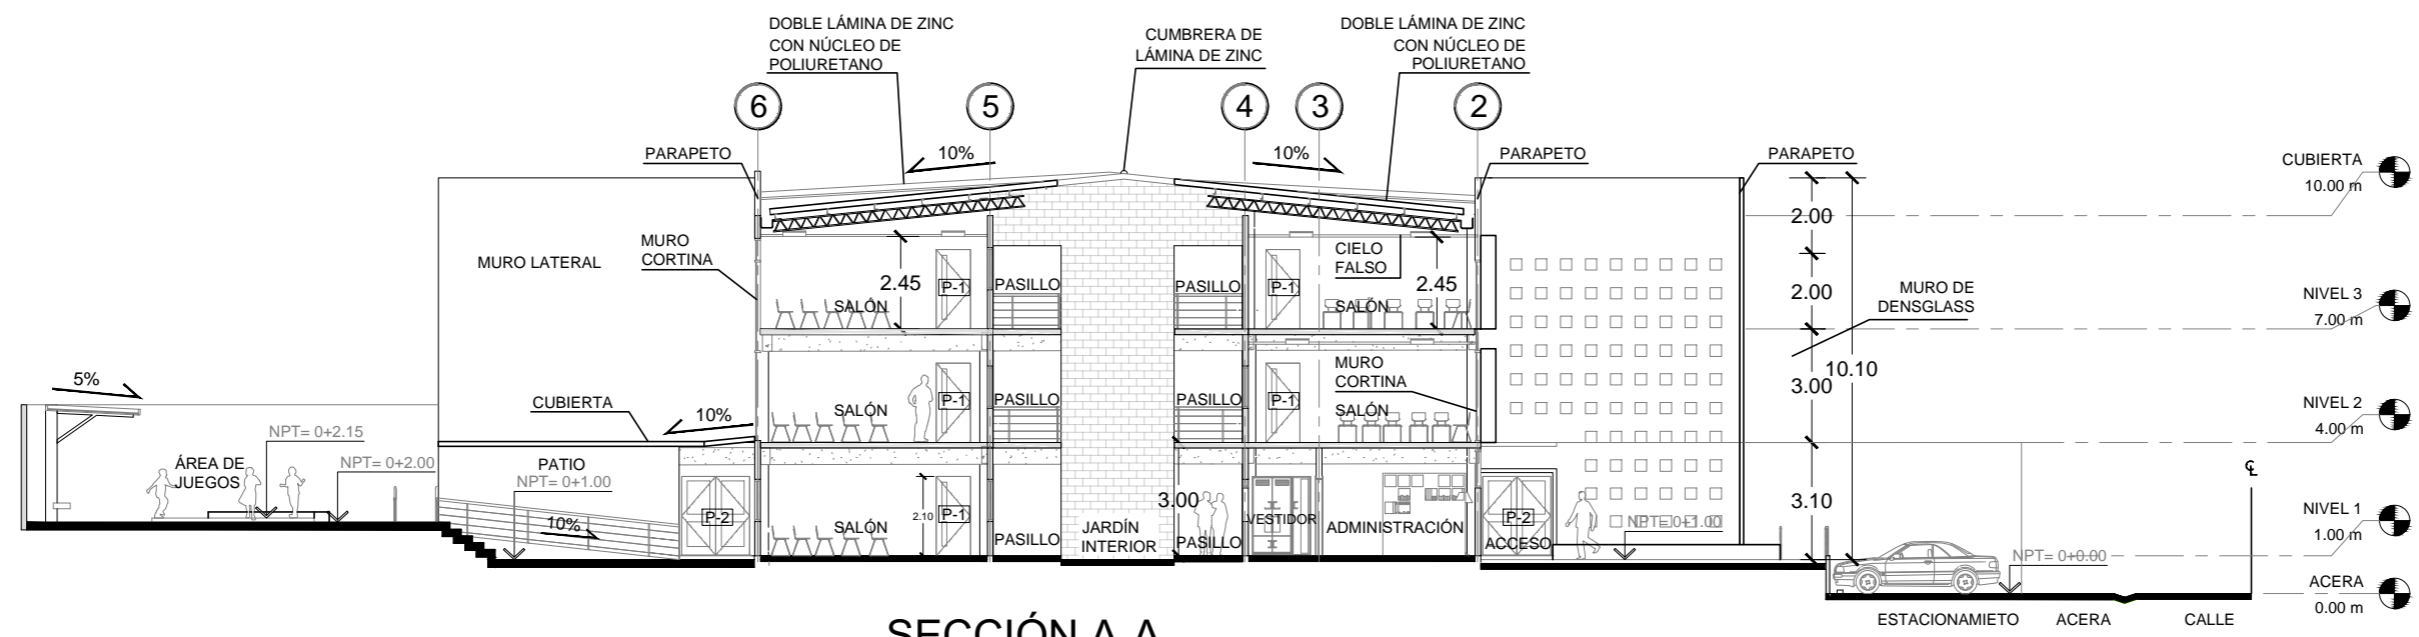 DOBLE LÁMINA DE ZINC
CON NÚCLEO DE
POLIURETANO
CUMBRERA DE
LÁMINA DE ZINC
DOBLE LÁMINA DE ZINC
CON NÚCLEO DE
POLIURETANO
6
5
4
3
2
PARAPETO
10%
10%
PARAPETO
PARAPETO
CUBIERTA
10.00 m
2.00
MURO LATERAL
MURO
CORTINA
2.45
P-1
SALÓN
PASILLO
PASILLO
P-1
CIELO
FALSO
2.45
SALÓN
2.00
MURO DE
DENSGLASS
NIVEL 3
7.00 m
5%
CUBIERTA
10%
SALÓN
P-1
PASILLO
PASILLO
P-1
MURO
CORTINA
SALÓN
3.00
10.10
NIVEL 2
4.00 m
NPT= 0+2.15
ÁREA DE
JUEGOS
NPT= 0+2.00
PATIO
NPT= 0+1.00
10%
P-2
SALÓN
2.10
P-1
PASILLO
JARDÍN
INTERIOR
3.00
PASILLO
VESTIDOR
ADMINISTRACIÓN
P-2
ACCESO
NPT= 0+1.00
3.10
NPT= 0+0.00
℄
NIVEL 1
1.00 m
ACERA
0.00 m
ESTACIONAMIETO
ACERA
CALLE
SECCIÓN A-A